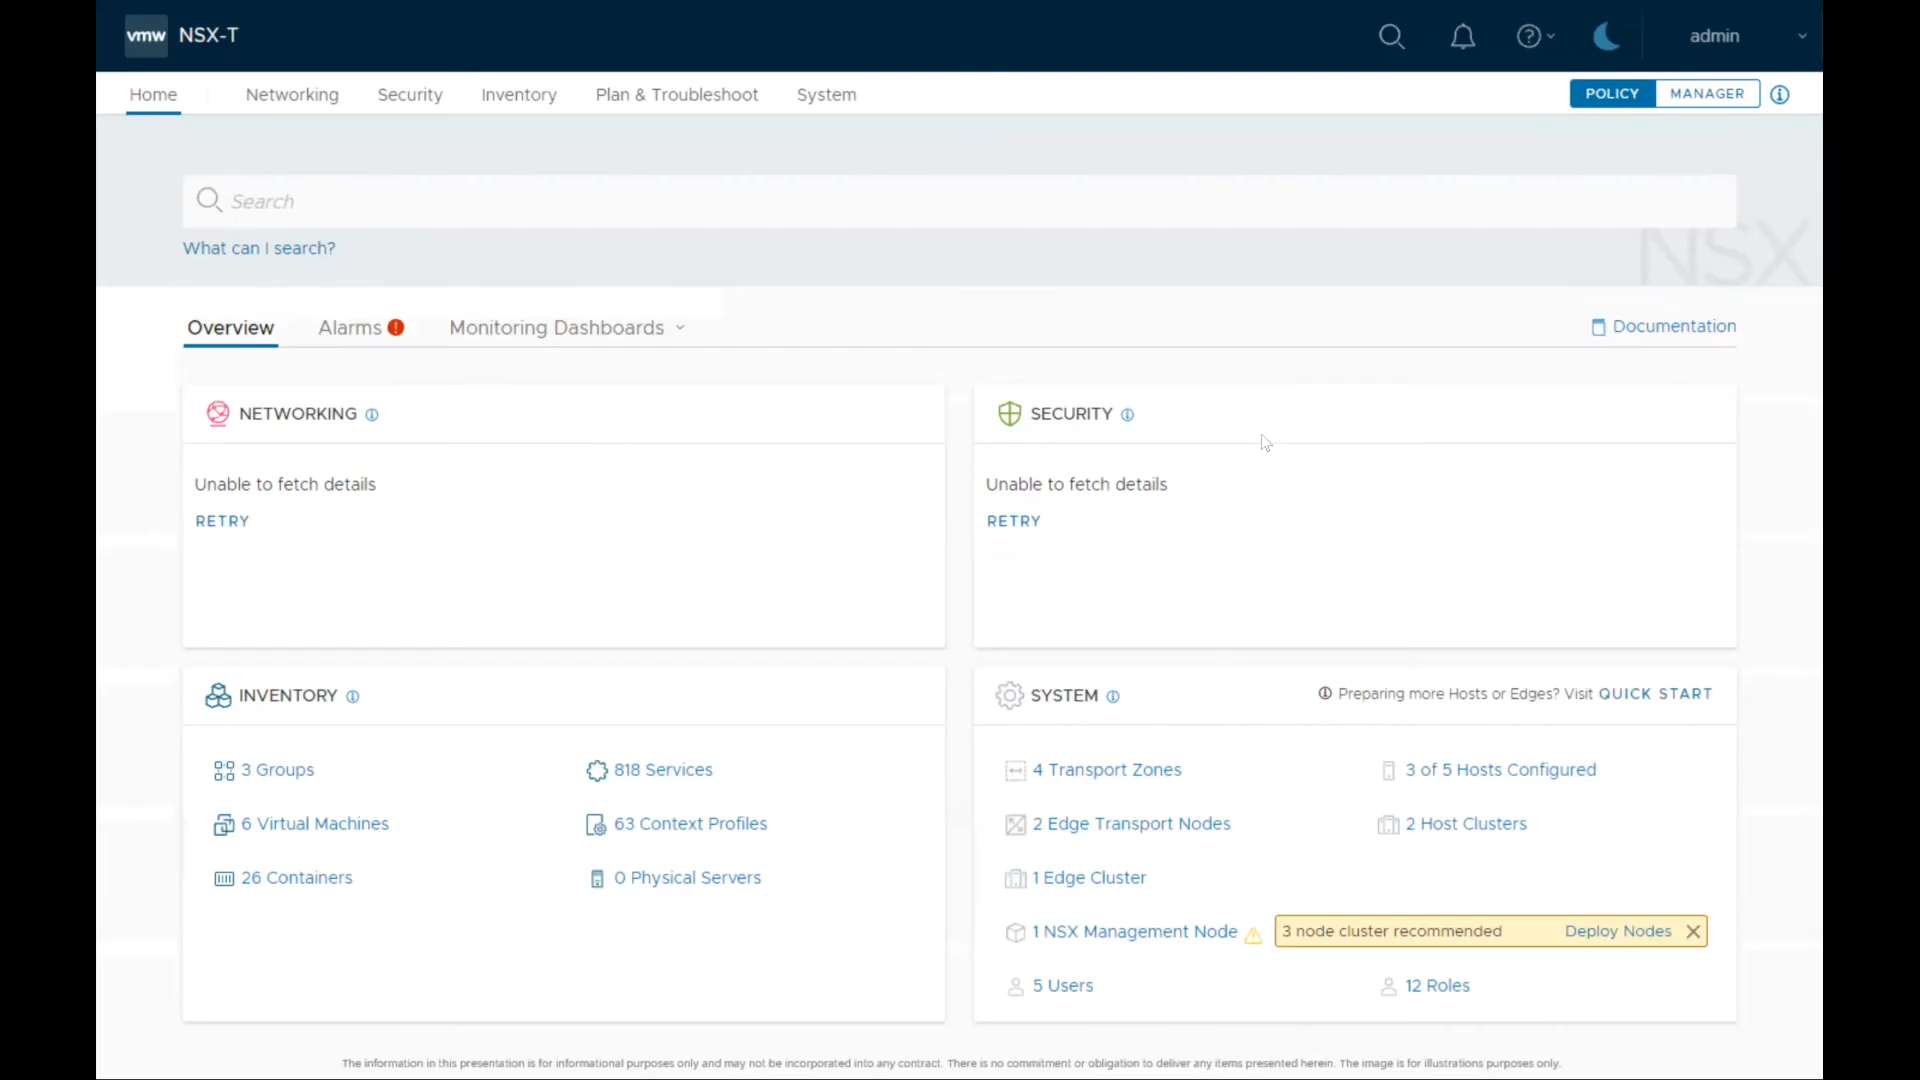 vmw NSX-T admin
Home Networking Security Inventory Plan & Troubleshoot System POLICY MANAGER
Search
NSX
What can I search?
Overview Alarms Monitoring Dashboards Documentation
NETWORKING
Unable to fetch details
RETRY
SECURITY
Unable to fetch details
RETRY
INVENTORY
3 Groups 818 Services
6 Virtual Machines 63 Context Profiles
26 Containers 0 Physical Servers
SYSTEM Preparing more Hosts or Edges? Visit QUICK START
4 Transport Zones 3 of 5 Hosts Configured
2 Edge Transport Nodes 2 Host Clusters
1 Edge Cluster
1 NSX Management Node 3 node cluster recommended Deploy Nodes
5 Users 12 Roles
The information in this presentation is for informational purposes only and may not be incorporated into any contract. There is no commitment or obligation to deliver any items presented herein. The image is for illustrations purposes only.